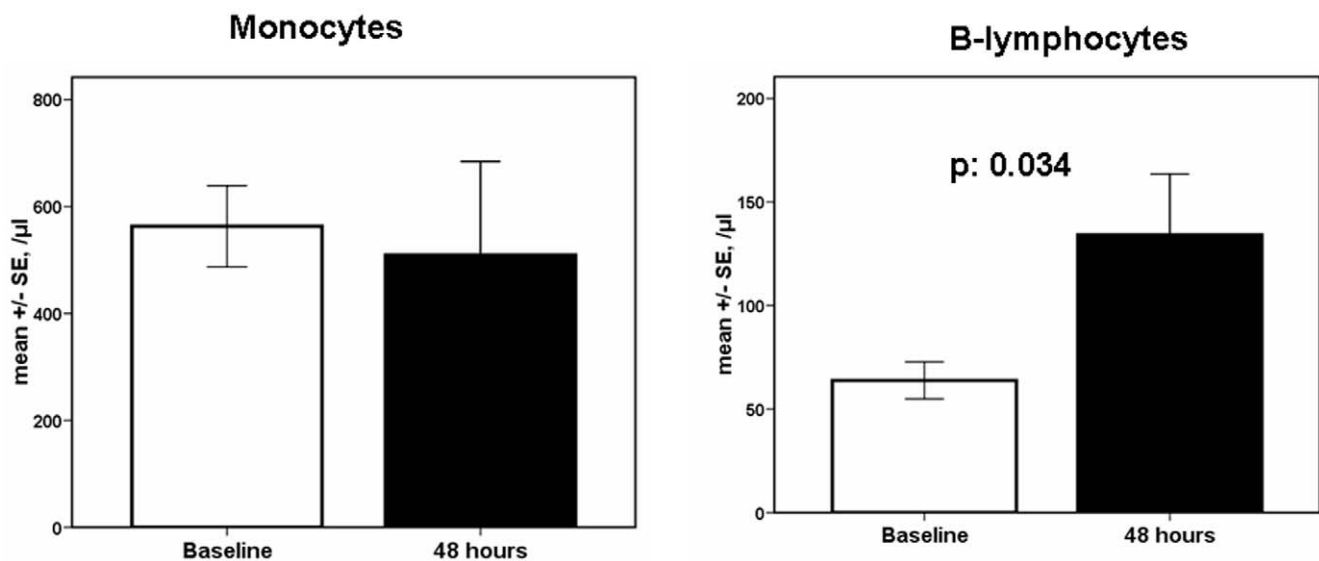 Monocytes
mean +/- SE, /µl
800
600
400
200
0
Baseline 48 hours
B-lymphocytes
p: 0.034
mean +/- SE, /µl
200
150
100
50
0
Baseline 48 hours